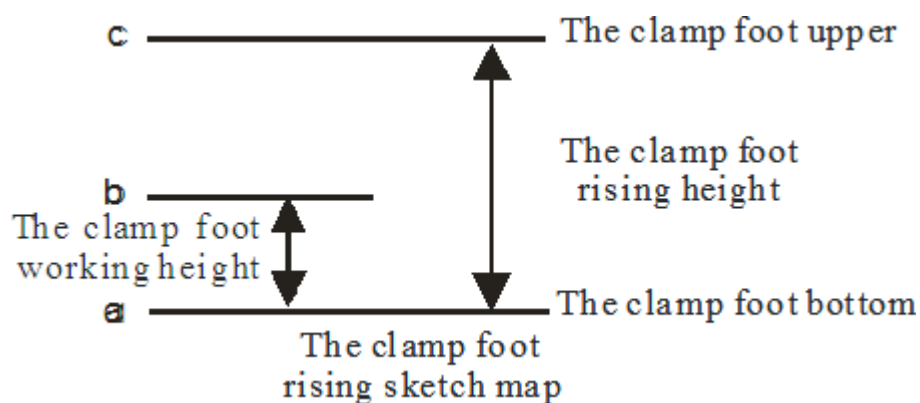 c
The clamp foot upper
The clamp foot
rising height
b
The clamp foot
working height
a
The clamp foot bottom
The clamp foot
rising sketch map